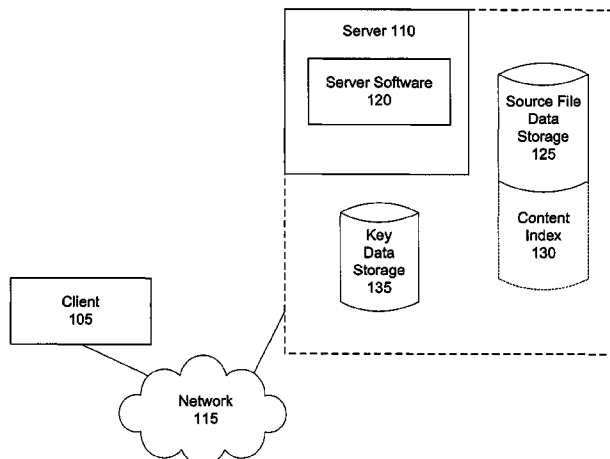 Server 110
Server Software
120
Source File
Data
Storage
125
Content
Index
130
Key
Data
Storage
135
Client
105
Network
115